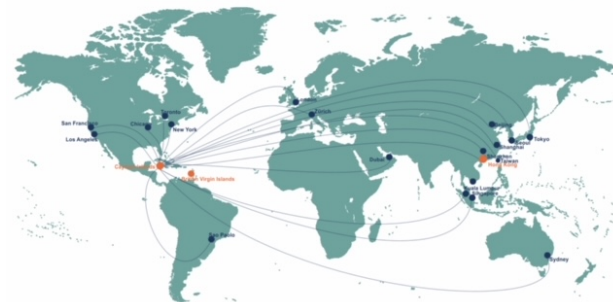 Toronto
San Francisco
Chicago
New York
Los Angeles
London
Zurich
Beijing
Seoul
Tokyo
Shanghai
Taiwan
Hong Kong
Dubai
British Virgin Islands
Kuala Lumpur
Singapore
Sao Paulo
Sydney